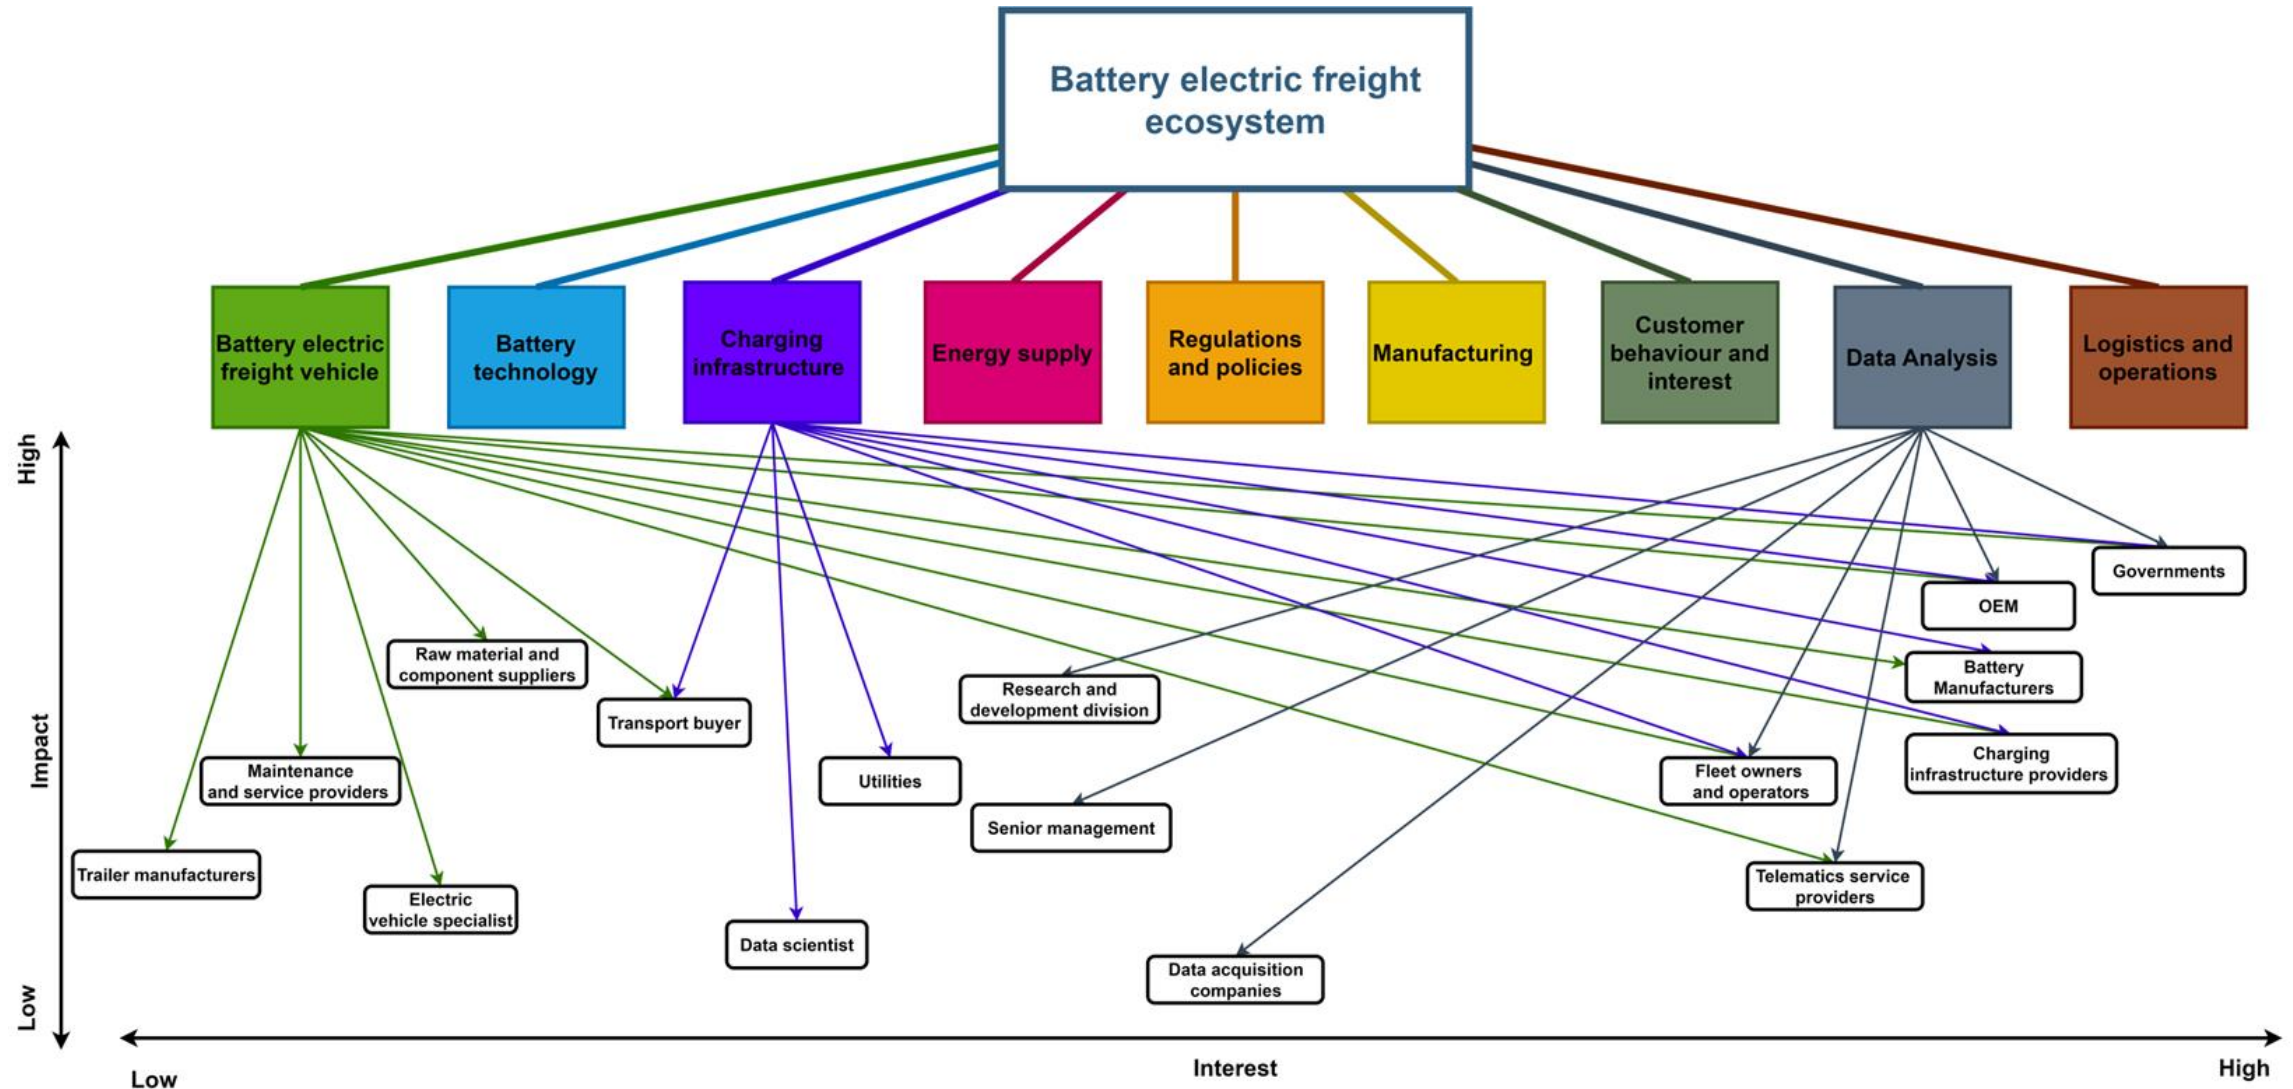 Battery electric freight
ecosystem
Battery electric
freight vehicle
Battery
technology
Charging
infrastructure
Energy supply
Regulations
and policies
Manufacturing
Customer
behaviour and
interest
Data Analysis
Logistics and
operations
High
Impact
Low
Governments
OEM
Raw material and
component suppliers
Battery
Manufacturers
Research and
development division
Transport buyer
Charging
infrastructure providers
Maintenance
and service providers
Utilities
Fleet owners
and operators
Senior management
Trailer manufacturers
Telematics service
providers
Electric
vehicle specialist
Data scientist
Data acquisition
companies
Low
Interest
High